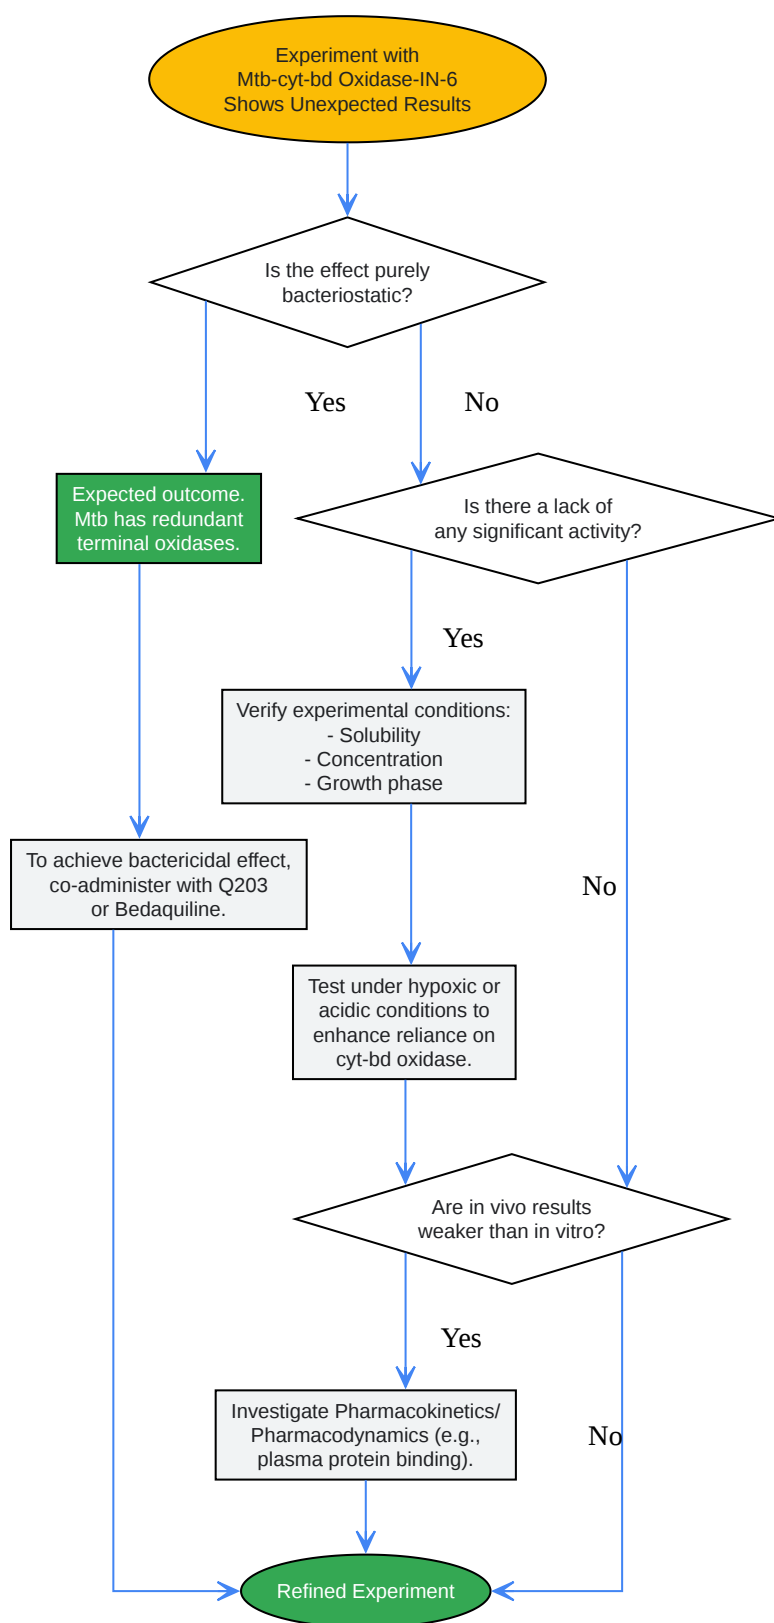 Experiment with
Mtb-cyt-bd Oxidase-IN-6
Shows Unexpected Results
Is the effect purely
bacteriostatic?
Yes
No
Expected outcome.
Mtb has redundant
terminal oxidases.
Is there a lack of
any significant activity?
Yes
Verify experimental conditions:
- Solubility
- Concentration
- Growth phase
To achieve bactericidal effect,
co-administer with Q203
or Bedaquiline.
No
Test under hypoxic or
acidic conditions to
enhance reliance on
cyt-bd oxidase.
Are in vivo results
weaker than in vitro?
Yes
Investigate Pharmacokinetics/
Pharmacodynamics (e.g.,
plasma protein binding).
No
Refined Experiment